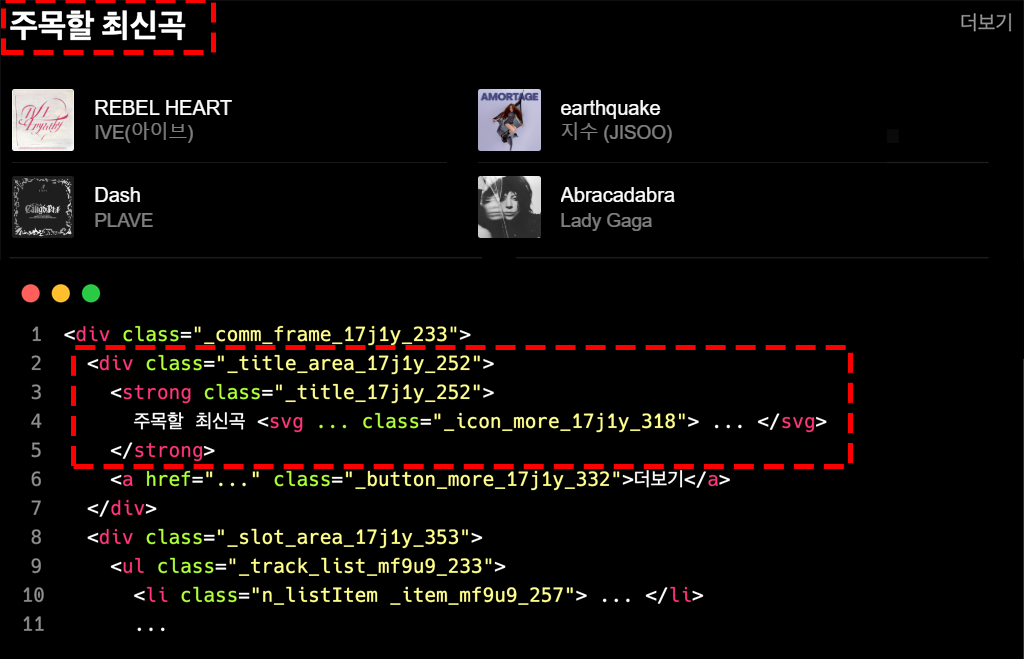 주목할 최신곡
더보기
REBEL HEART
IVE(아이브)
AMORTAGE
earthquake
지수 (JISOO)
Dash
PLAVE
Abracadabra
Lady Gaga
1 <div class="_comm_frame_17j1y_233">
2 <div class="_title_area_17j1y_252">
3 <strong class="_title_17j1y_252">
4 주목할 최신곡 <svg ... class="_icon_more_17j1y_318"> ... </svg>
5 </strong>
6 <a href="..." class="_button_more_17j1y_332">더보기</a>
7 </div>
8 <div class="_slot_area_17j1y_353">
9 <ul class="_track_list_mf9u9_233">
10 <li class="n_listItem _item_mf9u9_257"> ... </li>
11 ...